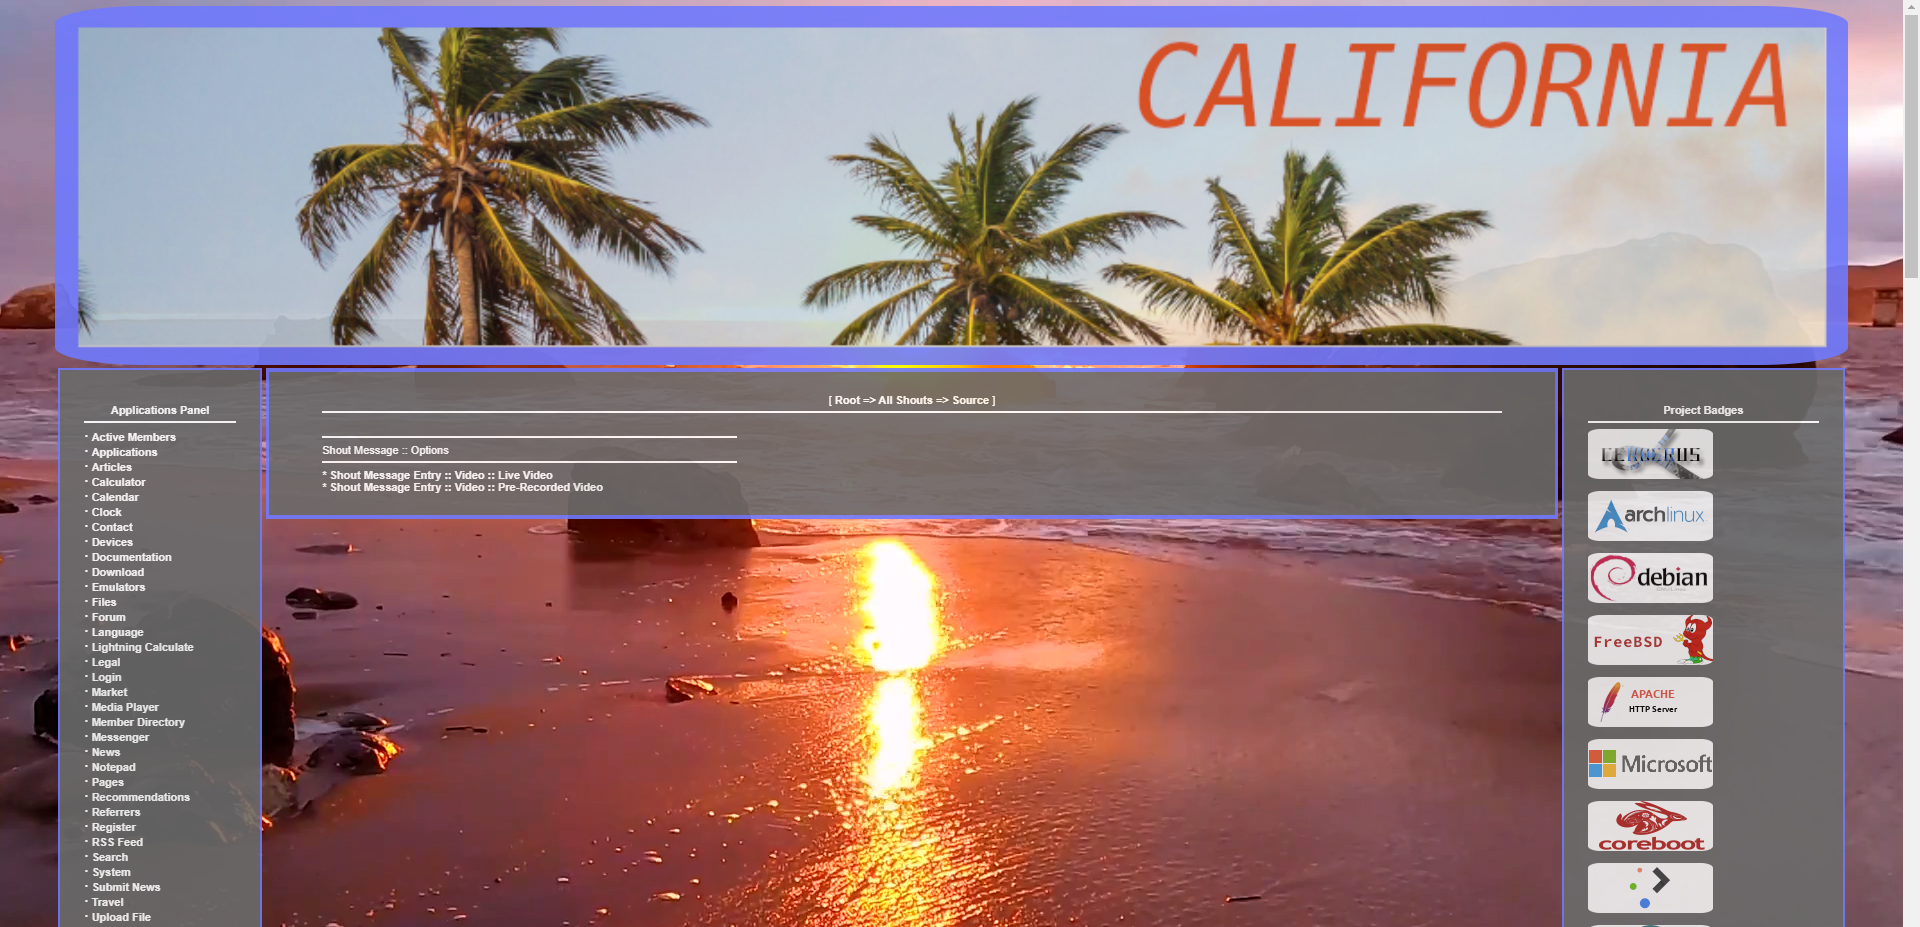 CALIFORNIA
Applications Panel
· Active Members
· Applications
· Articles
· Calculator
· Calendar
· Clock
· Contact
· Devices
· Documentation
· Download
· Emulators
· Files
· Forum
· Language
· Lightning Calculate
· Legal
· Login
· Market
· Media Player
· Member Directory
· Messenger
· News
· Notepad
· Pages
· Recommendations
· Referrers
· Register
· RSS Feed
· Search
· System
· Submit News
· Travel
· Upload File
[ Root => All Shouts => Source ]
Shout Message :: Options
* Shout Message Entry :: Video :: Live Video
* Shout Message Entry :: Video :: Pre-Recorded Video
Project Badges
CERBERUS
archlinux
debian
FreeBSD
APACHE
HTTP Server
Microsoft
coreboot